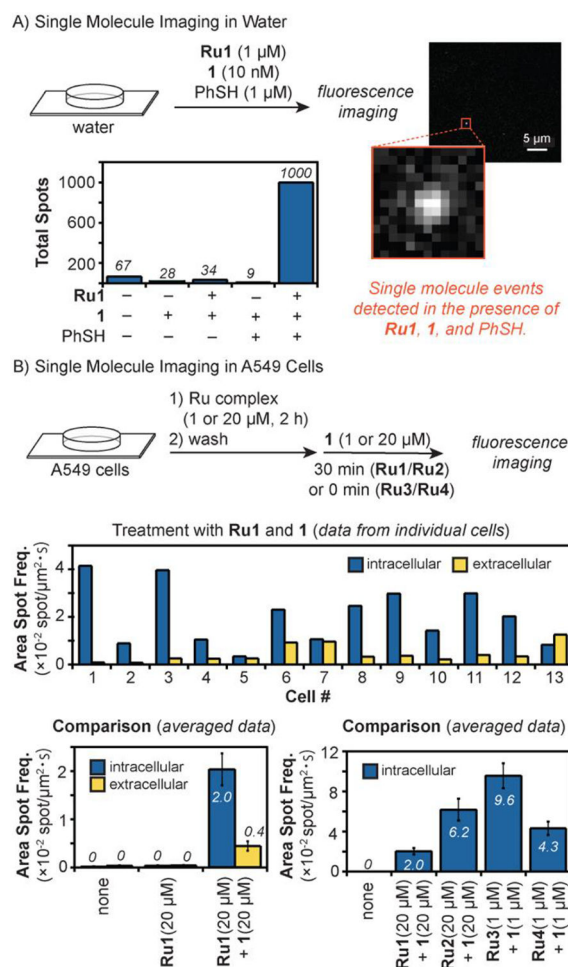 A) Single Molecule Imaging in Water
Ru1 (1 μM)
1 (10 nM)
PhSH (1 μM)
water
fluorescence
imaging
5 μm
Total Spots
1000
800
600
400
200
67
28
34
9
1000
Ru1 – – + – +
1 – + + + +
PhSH – – – + +
Single molecule events
detected in the presence of
Ru1, 1, and PhSH.
B) Single Molecule Imaging in A549 Cells
1) Ru complex
(1 or 20 μM, 2 h)
2) wash
A549 cells
1 (1 or 20 μM)
30 min (Ru1/Ru2)
or 0 min (Ru3/Ru4)
fluorescence
imaging
Treatment with Ru1 and 1 (data from individual cells)
Area Spot Freq.
(×10⁻² spot/μm²·s)
4
2
0
intracellular
extracellular
1 2 3 4 5 6 7 8 9 10 11 12 13
Cell #
Comparison (averaged data)
Area Spot Freq.
(×10⁻² spot/μm²·s)
2
1
0
intracellular
extracellular
0 0 0 0 2.0 0.4
none
Ru1(20 μM)
Ru1(20 μM)
+ 1(20 μM)
Comparison (averaged data)
Area Spot Freq.
(×10⁻² spot/μm²·s)
12
8
4
0
intracellular
0 2.0 6.2 9.6 4.3
none
Ru1(20 μM)
+ 1(20 μM)
Ru2(20 μM)
+ 1(20 μM)
Ru3(1 μM)
+ 1(1 μM)
Ru4(1 μM)
+ 1(1 μM)